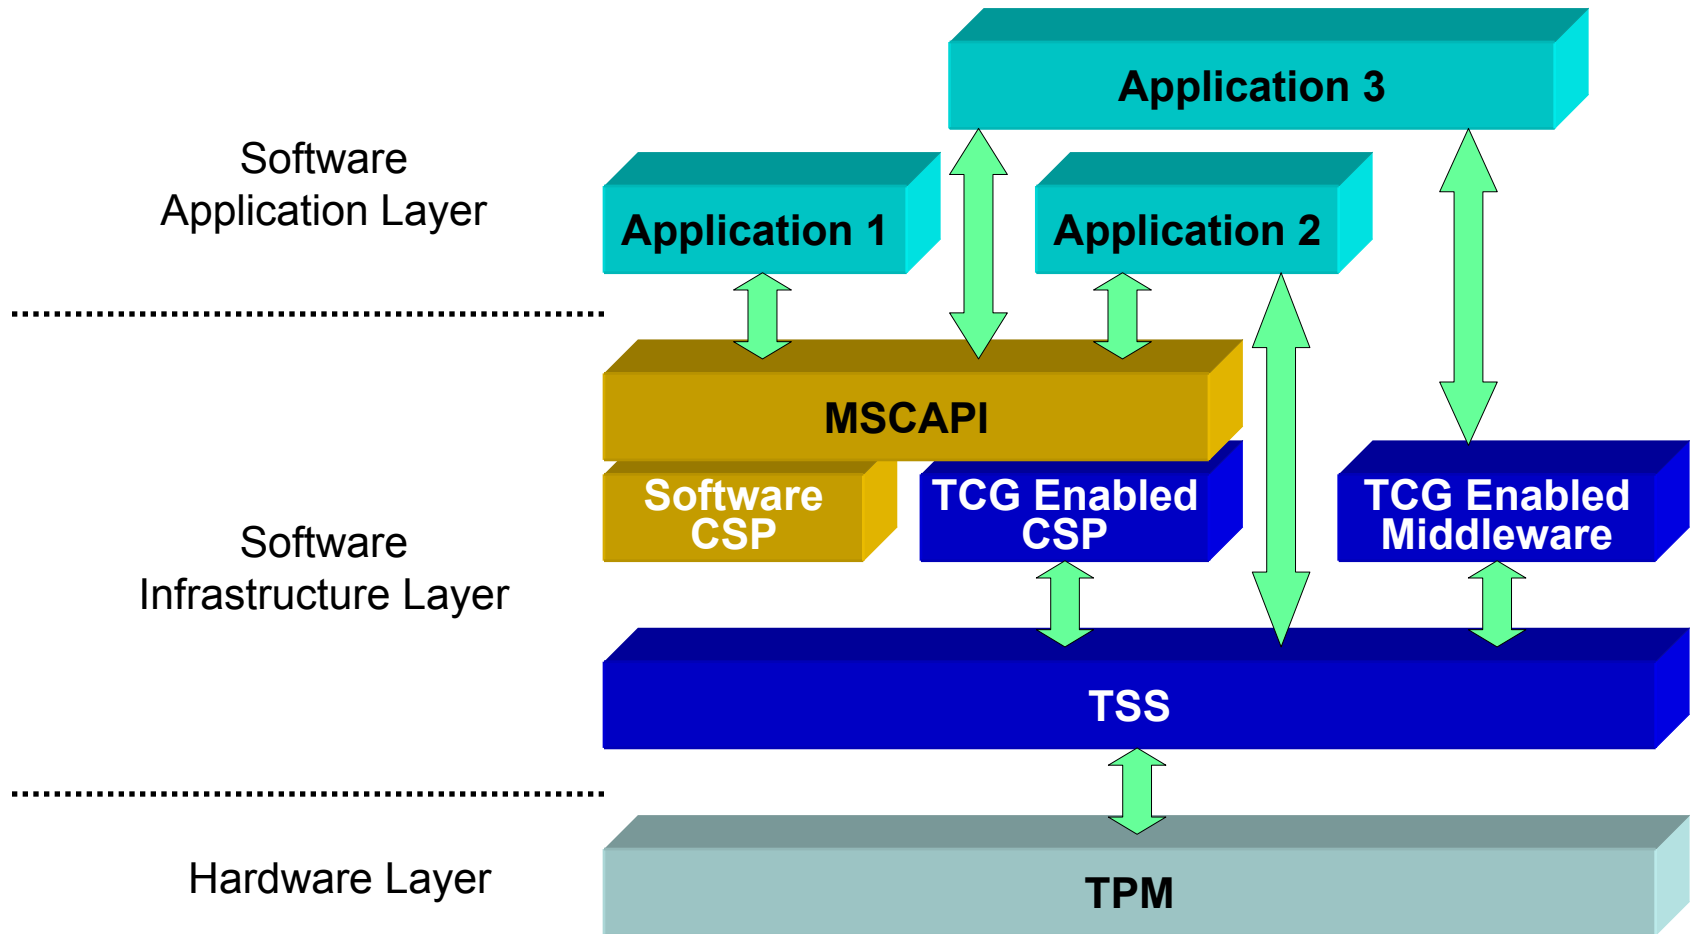 Application 3
Software
Application Layer
Application 1
Application 2
MSCAPI
Software
CSP
TCG Enabled
CSP
TCG Enabled
Middleware
Software
Infrastructure Layer
TSS
Hardware Layer
TPM